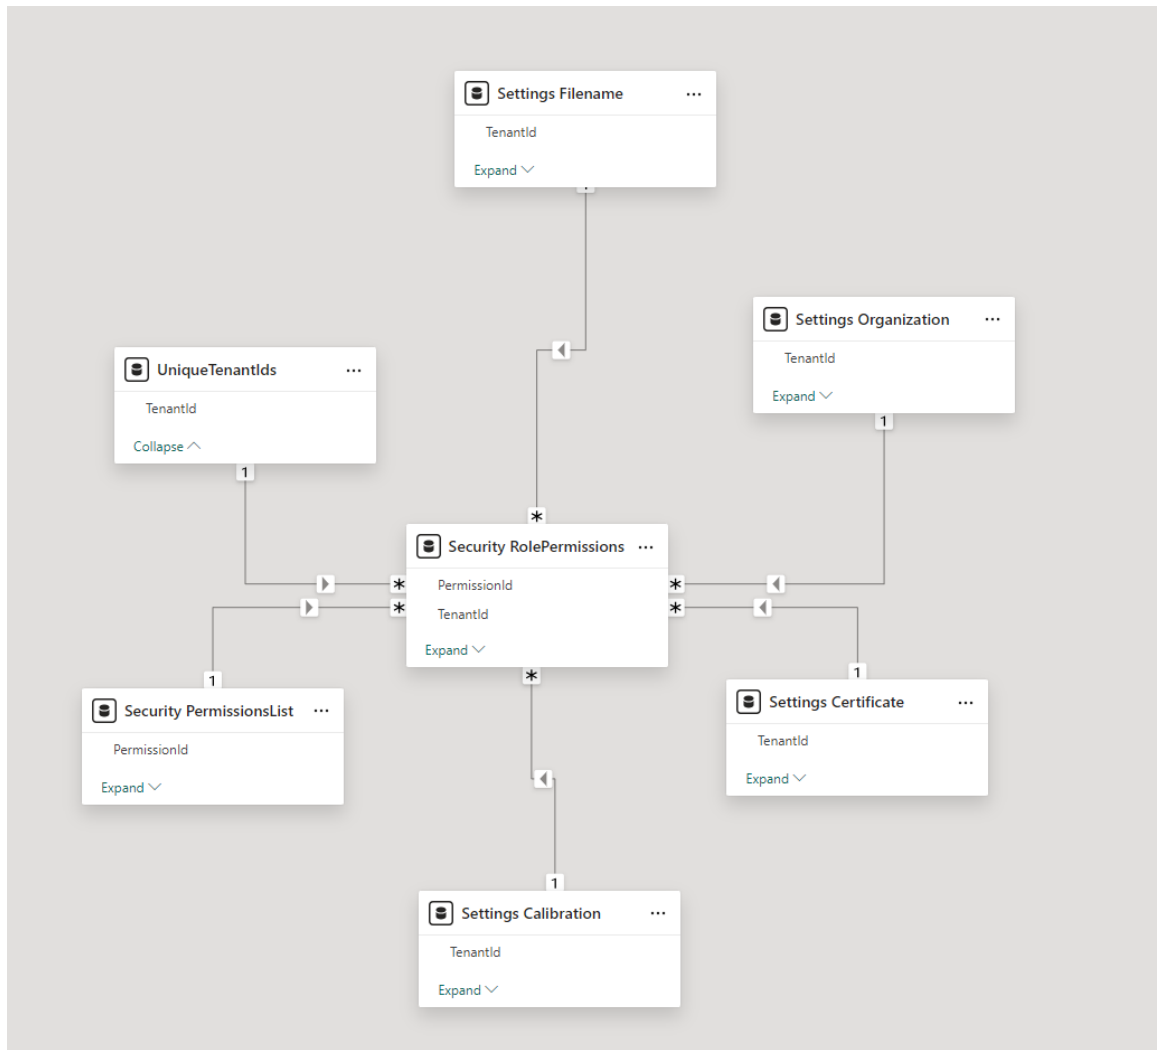 Settings Filename
TenantId
Expand
Settings Organization
TenantId
Expand
1
UniqueTenantIds
TenantId
Collapse
1
*
Security RolePermissions
PermissionId
TenantId
Expand
*
*
*
*
*
1
Security PermissionsList
PermissionId
Expand
1
Settings Certificate
TenantId
Expand
1
Settings Calibration
TenantId
Expand